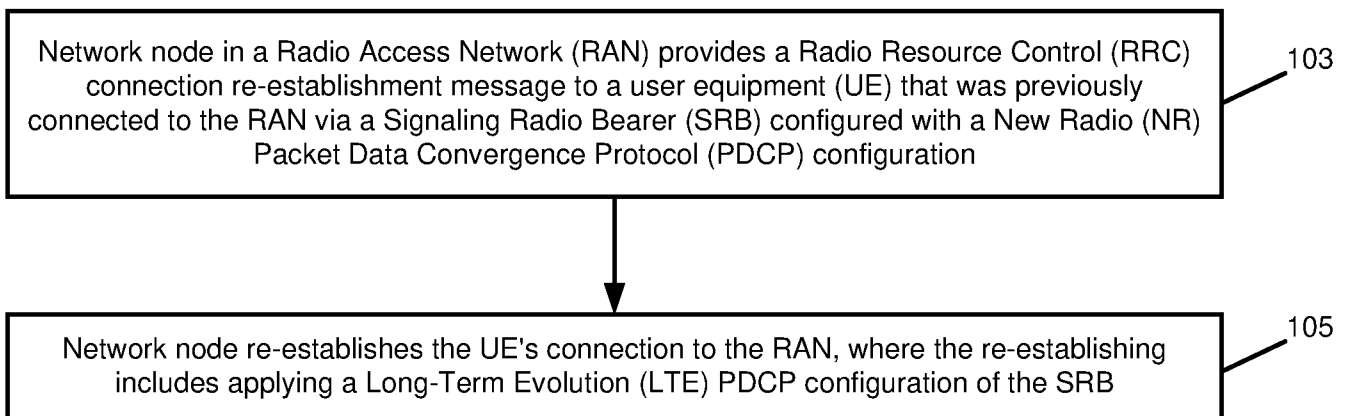 Network node in a Radio Access Network (RAN) provides a Radio Resource Control (RRC)
connection re-establishment message to a user equipment (UE) that was previously
connected to the RAN via a Signaling Radio Bearer (SRB) configured with a New Radio (NR)
Packet Data Convergence Protocol (PDCP) configuration
103
Network node re-establishes the UE's connection to the RAN, where the re-establishing
includes applying a Long-Term Evolution (LTE) PDCP configuration of the SRB
105